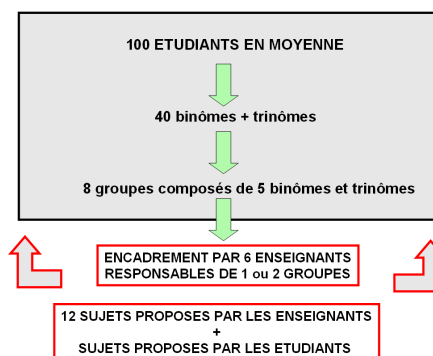 100 ETUDIANTS EN MOYENNE
40 binômes + trinômes
8 groupes composés de 5 binômes et trinômes
ENCADREMENT PAR 6 ENSEIGNANTS
RESPONSABLES DE 1 ou 2 GROUPES
12 SUJETS PROPOSES PAR LES ENSEIGNANTS
+
SUJETS PROPOSES PAR LES ETUDIANTS